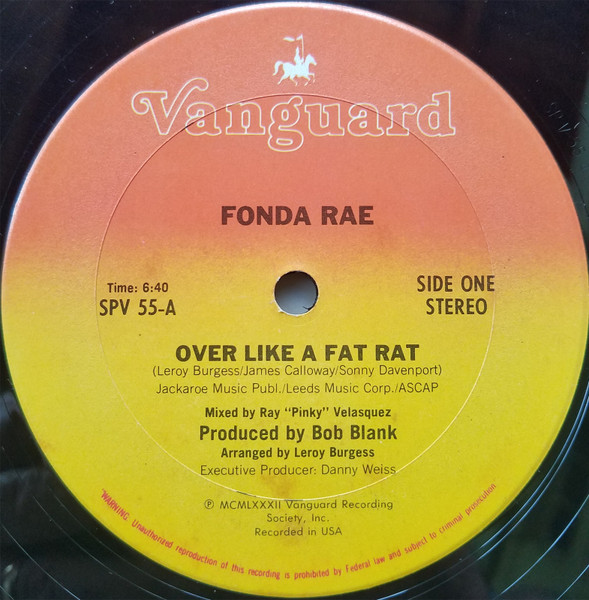 Vanguard
FONDA RAE
Time: 6:40
SPV 55-A
SIDE ONE
STEREO
OVER LIKE A FAT RAT
(Leroy Burgess/James Calloway/Sonny Davenport)
Jackaroe Music Publ./Leeds Music Corp./ASCAP
Mixed by Ray "Pinky" Velasquez
Produced by Bob Blank
Arranged by Leroy Burgess
Executive Producer: Danny Weiss
℗ MCMLXXXII Vanguard Recording
Society, Inc.
Recorded in USA
"WARNING: Unauthorized reproduction of this recording is prohibited by Federal law and subject to criminal prosecution